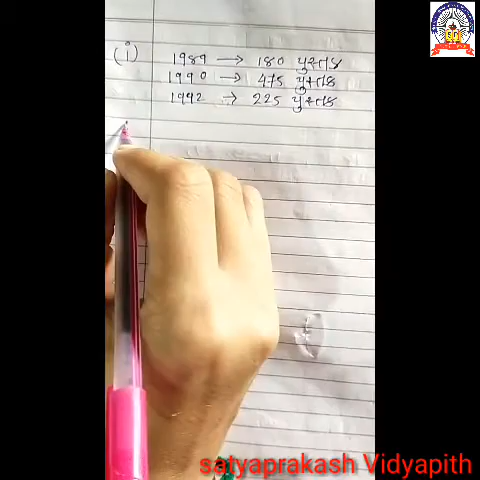 (i) 1989 → 180 पुस्तक
1990 → 475 पुस्तक
1992 → 225 पुस्तक
satyaprakash Vidyapith